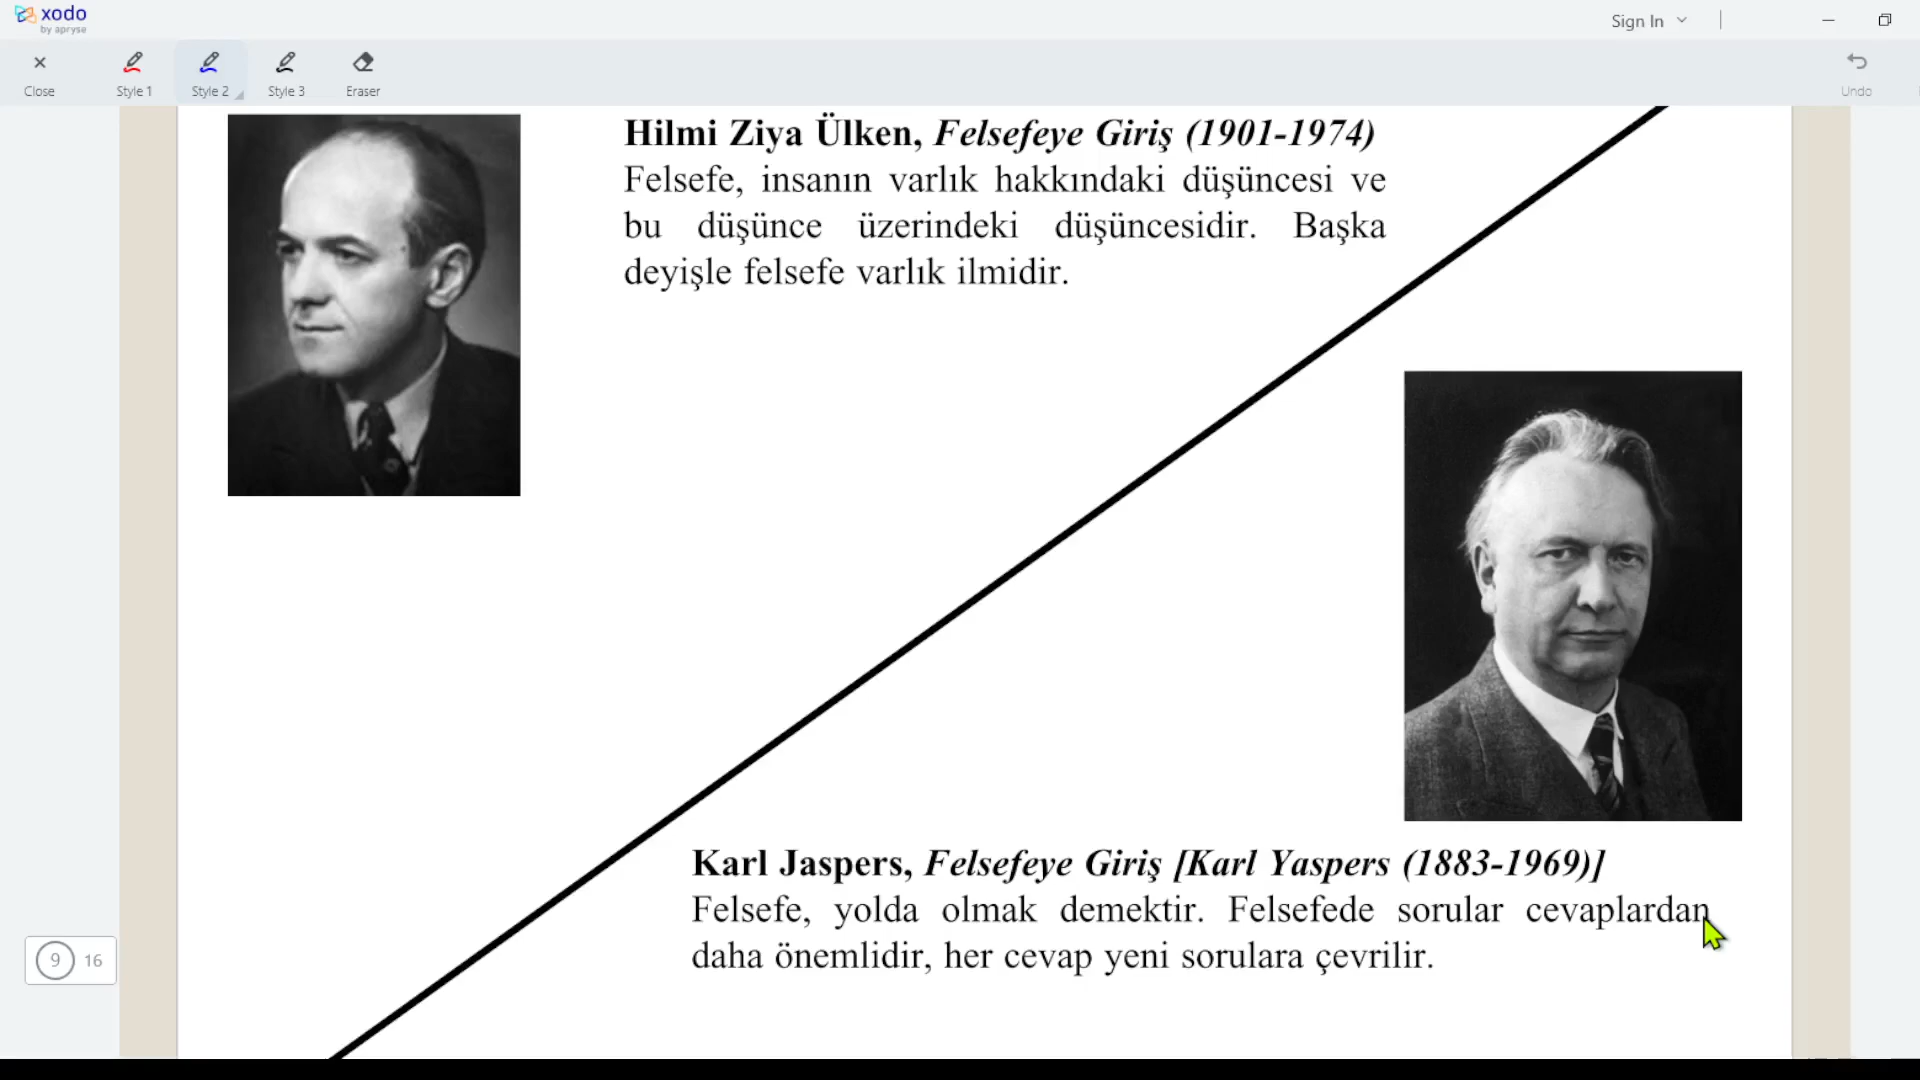 xodo
by apryse
Sign In
Close
Style 1
Style 2
Style 3
Eraser
Undo
Hilmi Ziya Ülken, Felsefeye Giriş (1901-1974)
Felsefe, insanın varlık hakkındaki düşüncesi ve
bu düşünce üzerindeki düşüncesidir. Başka
deyişle felsefe varlık ilmidir.
Karl Jaspers, Felsefeye Giriş [Karl Yaspers (1883-1969)]
Felsefe, yolda olmak demektir. Felsefede sorular cevaplardan
daha önemlidir, her cevap yeni sorulara çevrilir.
9 16